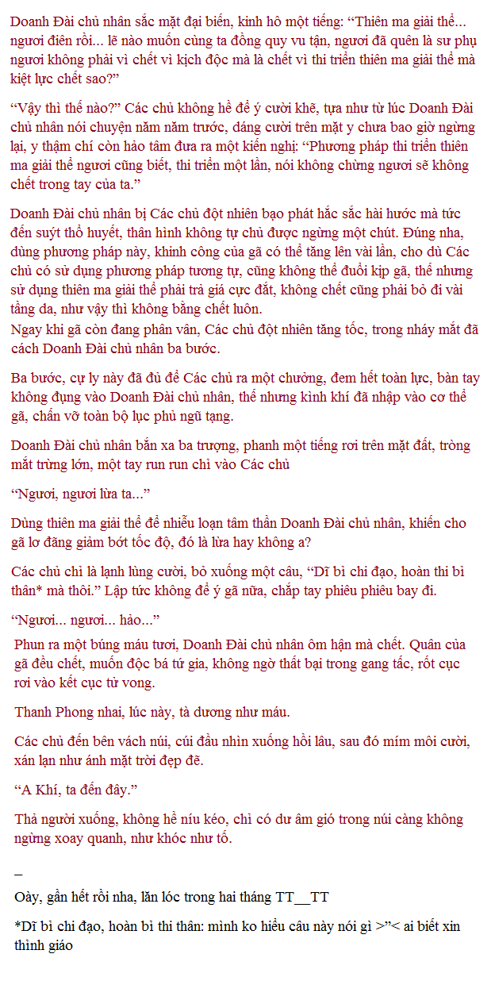 Doanh Đài chủ nhân sắc mặt đại biến, kinh hô một tiếng: “Thiên ma giải thể...
ngươi điên rồi... lẽ nào muốn cùng ta đồng quy vu tận, ngươi đã quên là sư phụ
ngươi không phải vì chết vì kịch độc mà là chết vì thi triển thiên ma giải thể mà
kiệt lực chết sao?”
“Vậy thì thế nào?” Các chủ không hề để ý cười khẽ, tựa như từ lúc Doanh Đài
chủ nhân nói chuyện năm năm trước, dáng cười trên mặt y chưa bao giờ ngừng
lại, y thậm chí còn hảo tâm đưa ra một kiến nghị: “Phương pháp thi triển thiên
ma giải thể ngươi cũng biết, thi triển một lần, nói không chừng ngươi sẽ không
chết trong tay của ta.”
Doanh Đài chủ nhân bị Các chủ đột nhiên bạo phát hắc sắc hài hước mà tức
đến suýt thổ huyết, thân hình không tự chủ được ngừng một chút. Đúng nha,
dùng phương pháp này, khinh công của gã có thể tăng lên vài lần, cho dù Các
chủ có sử dụng phương pháp tương tự, cũng không thể đuổi kịp gã, thế nhưng
sử dụng thiên ma giải thể phải trả giá cực đắt, không chết cũng phải bỏ đi vài
tầng da, như vậy thì không bằng chết luôn.
Ngay khi gã còn đang phân vân, Các chủ đột nhiên tăng tốc, trong nháy mắt đã
cách Doanh Đài chủ nhân ba bước.
Ba bước, cự ly này đã đủ để Các chủ ra một chưởng, đem hết toàn lực, bàn tay
không đụng vào Doanh Đài chủ nhân, thế nhưng kình khí đã nhập vào cơ thể
gã, chấn vỡ toàn bộ lục phủ ngũ tạng.
Doanh Đài chủ nhân bắn xa ba trượng, phanh một tiếng rơi trên mặt đất, tròng
mắt trừng lớn, một tay run run chỉ vào Các chủ
“Ngươi, ngươi lừa ta...”
Dùng thiên ma giải thể để nhiễu loạn tâm thần Doanh Đài chủ nhân, khiến cho
gã lơ đãng giảm bớt tốc độ, đó là lừa hay không a?
Các chủ chỉ là lạnh lùng cười, bỏ xuống một câu, “Dĩ bỉ chi đạo, hoàn thi bỉ
thân* mà thôi.” Lập tức không để ý gã nữa, chắp tay phiêu phiêu bay đi.
“Ngươi... ngươi... hảo...”
Phun ra một búng máu tươi, Doanh Đài chủ nhân ôm hận mà chết. Quân của
gã đều chết, muốn độc bá tứ gia, không ngờ thất bại trong gang tấc, rốt cục
rơi vào kết cục tử vong.
Thanh Phong nhai, lúc này, tà dương như máu.
Các chủ đến bên vách núi, cúi đầu nhìn xuống hồi lâu, sau đó mím môi cười,
xán lạn như ánh mặt trời đẹp đẽ.
“A Khí, ta đến đây.”
Thả người xuống, không hề níu kéo, chỉ có dư âm gió trong núi càng không
ngừng xoay quanh, như khóc như tố.
_
Oày, gần hết rồi nha, lăn lóc trong hai tháng TT__TT
*Dĩ bỉ chi đạo, hoàn bỉ thi thân: mình ko hiểu câu này nói gì >”< ai biết xin
thỉnh giáo